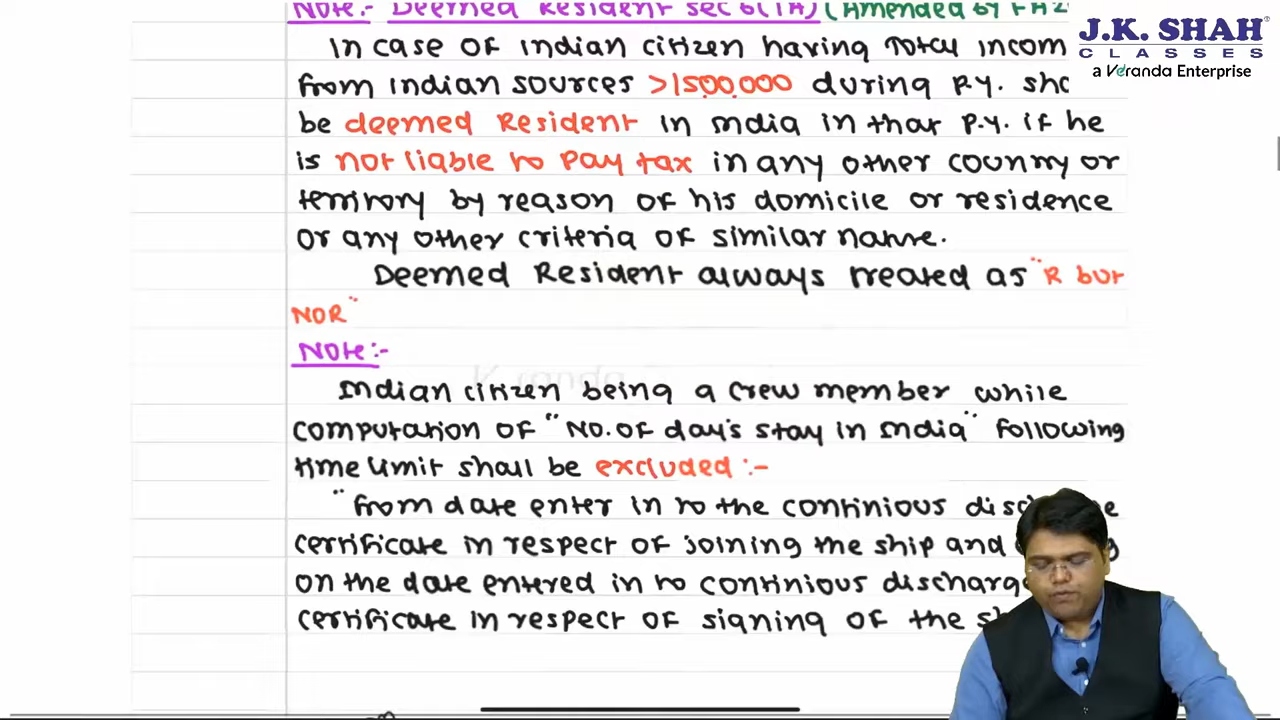 Note:- Deemed Resident sec 6(1A) (Amended by FA2
J.K. SHAH
CLASSES
a Veranda Enterprise
In case of Indian citizen having Total incom
from Indian sources >1500,000 during P.Y. sho
be deemed Resident in India in that P.Y. if he
is not liable to Pay tax in any other country or
territory by reason of his domicile or residence
or any other criteria of similar nature.
Deemed Resident always treated as "R but
NOR"
Note:-
Indian citizen being a crew member while
computation of "No. of day's stay in India" following
time limit shall be excluded :-
"from date enter in to the continious disc
certificate in respect of joining the ship and
on the date entered in to continious discharge
certificate in respect of signing of the